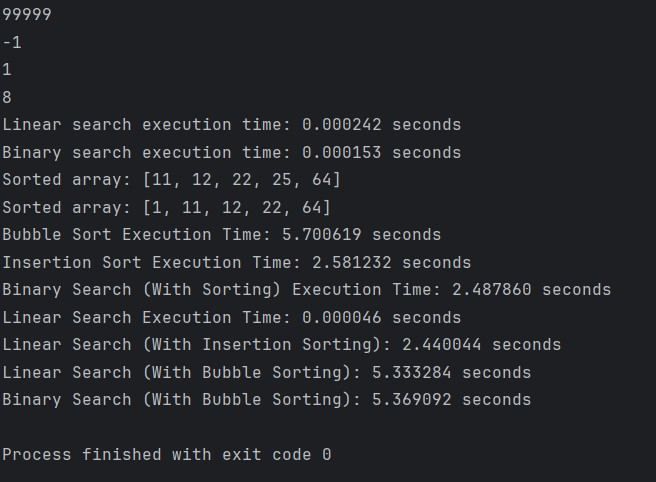 99999
-1
1
8
Linear search execution time: 0.000242 seconds
Binary search execution time: 0.000153 seconds
Sorted array: [11, 12, 22, 25, 64]
Sorted array: [1, 11, 12, 22, 64]
Bubble Sort Execution Time: 5.700619 seconds
Insertion Sort Execution Time: 2.581232 seconds
Binary Search (With Sorting) Execution Time: 2.487860 seconds
Linear Search Execution Time: 0.000046 seconds
Linear Search (With Insertion Sorting): 2.440044 seconds
Linear Search (With Bubble Sorting): 5.333284 seconds
Binary Search (With Bubble Sorting): 5.369092 seconds
Process finished with exit code 0